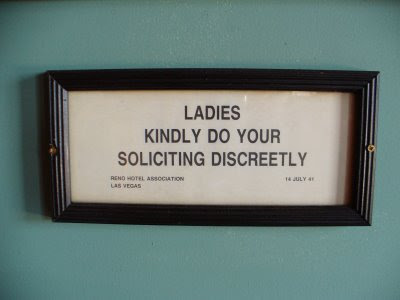 LADIES
KINDLY DO YOUR
SOLICITING DISCREETLY
RENO HOTEL ASSOCIATION 14 JULY 41
LAS VEGAS